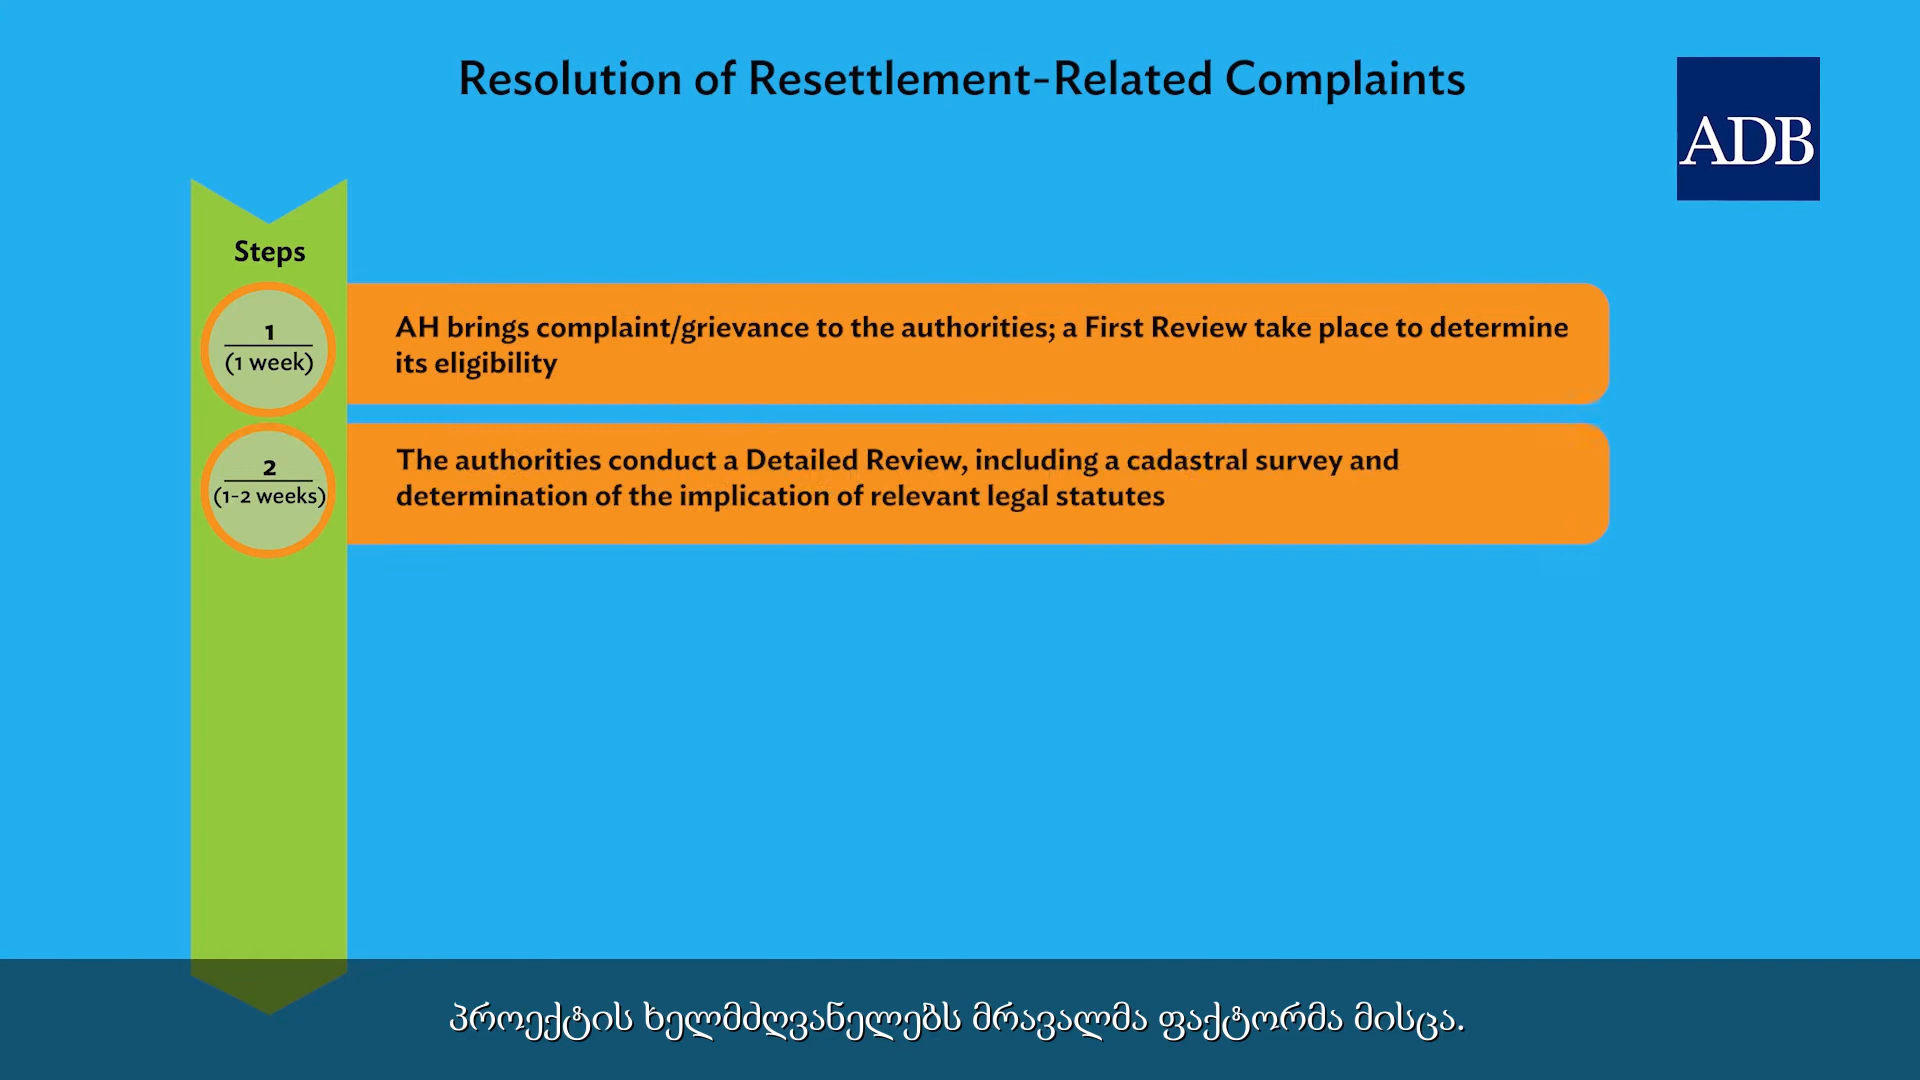 Resolution of Resettlement-Related Complaints
ADB
Steps
1
(1 week)
AH brings complaint/grievance to the authorities; a First Review take place to determine
its eligibility
2
(1-2 weeks)
The authorities conduct a Detailed Review, including a cadastral survey and
determination of the implication of relevant legal statutes
პროექტის ხელმძღვანელებს მრავალმა ფაქტორმა მისცა.